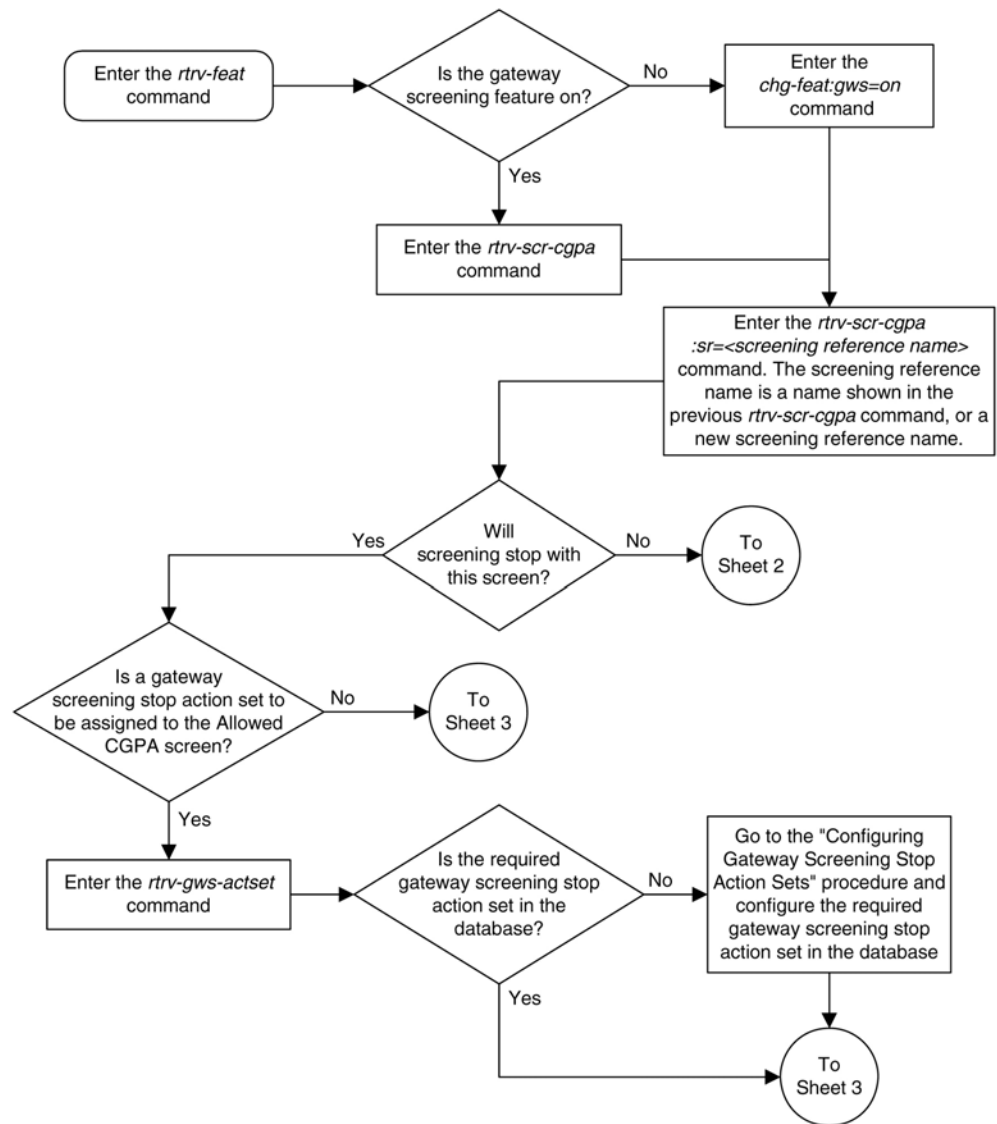 Enter the rtrv-feat
command
Is the gateway
screening feature on?
No
Enter the
chg-feat:gws=on
command
Yes
Enter the rtrv-scr-cgpa
command
Enter the rtrv-scr-cgpa
:sr=<screening reference name>
command. The screening reference
name is a name shown in the
previous rtrv-scr-cgpa command, or a
new screening reference name.
Will
screening stop with
this screen?
Yes
No
To
Sheet 2
Is a gateway
screening stop action set to
be assigned to the Allowed
CGPA screen?
No
To
Sheet 3
Yes
Enter the rtrv-gws-actset
command
Is the required
gateway screening stop
action set in the
database?
No
Go to the "Configuring
Gateway Screening Stop
Action Sets" procedure and
configure the required
gateway screening stop
action set in the database
Yes
To
Sheet 3